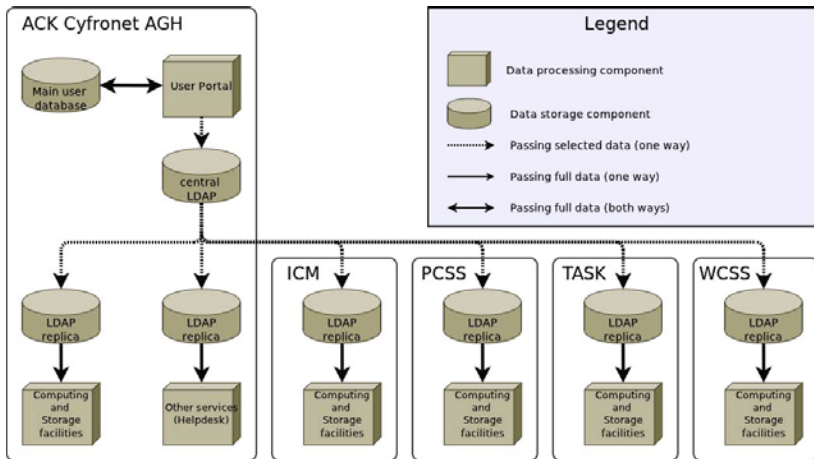 ACK Cyfronet AGH
Main user
database
User Portal
central
LDAP
Legend
Data processing component
Data storage component
Passing selected data (one way)
Passing full data (one way)
Passing full data (both ways)
ICM
PCSS
TASK
WCSS
LDAP
replica
LDAP
replica
LDAP
replica
LDAP
replica
LDAP
replica
LDAP
replica
Computing
and
Storage
facilities
Other services
(Helpdesk)
Computing
and
Storage
facilities
Computing
and
Storage
facilities
Computing
and
Storage
facilities
Computing
and
Storage
facilities